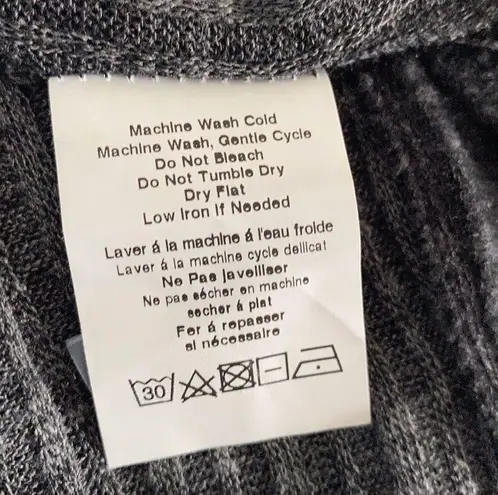 Machine Wash Cold
Machine Wash, Gentle Cycle
Do Not Bleach
Do Not Tumble Dry
Dry Flat
Low Iron If Needed
Laver á la machine á l'eau froide
Laver á la machine cycle delicat
Ne Pas javelliser
Ne pas sécher en machine
secher á plat
Fer á repasser
si nécessaire
30